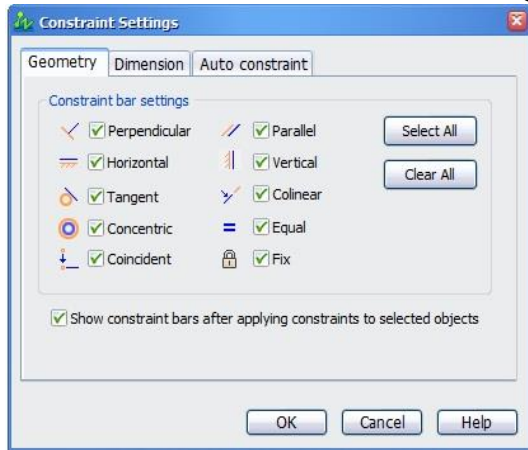 Constraint Settings
Geometry Dimension Auto constraint
Constraint bar settings
Perpendicular Parallel Select All
Horizontal Vertical Clear All
Tangent Colinear
Concentric Equal
Coincident Fix
Show constraint bars after applying constraints to selected objects
OK Cancel Help